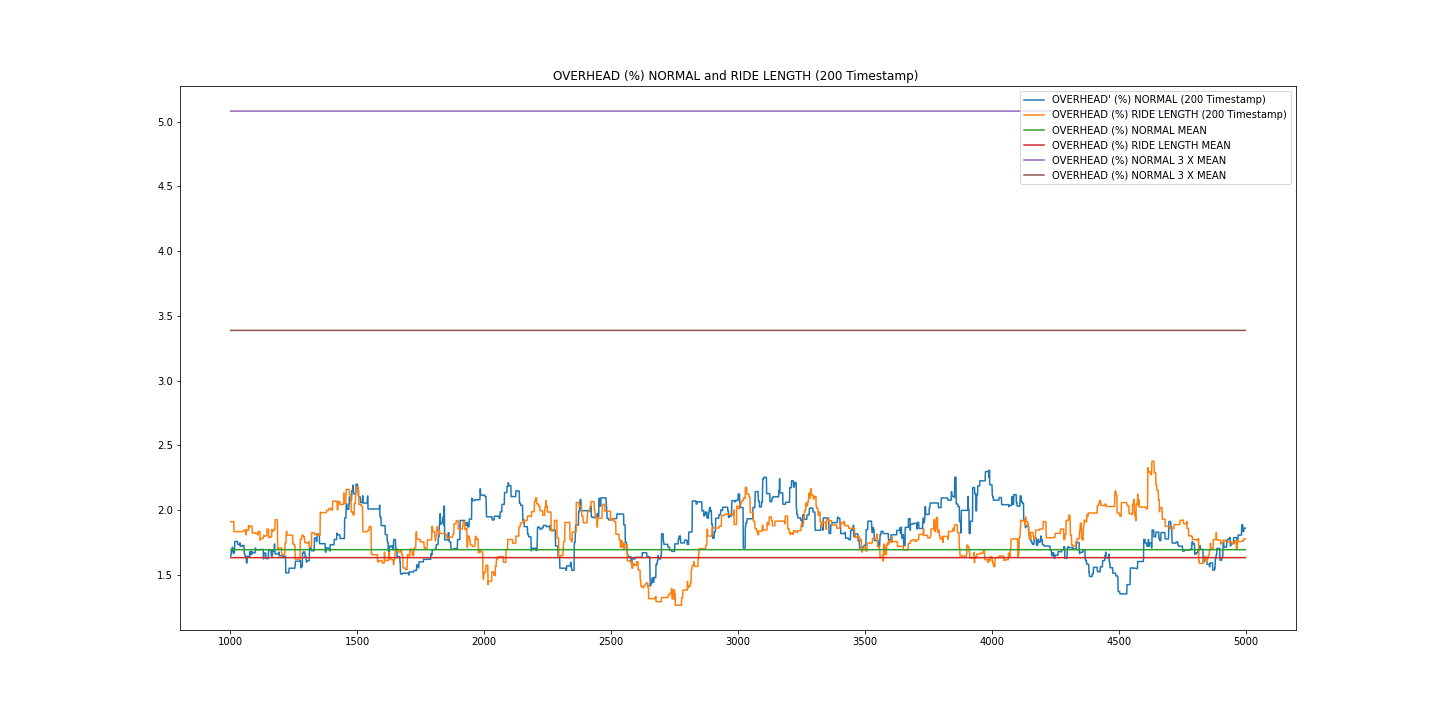 OVERHEAD (%) NORMAL and RIDE LENGTH (200 Timestamp)
OVERHEAD' (%) NORMAL (200 Timestamp)
OVERHEAD (%) RIDE LENGTH (200 Timestamp)
OVERHEAD (%) NORMAL MEAN
OVERHEAD (%) RIDE LENGTH MEAN
OVERHEAD (%) NORMAL 3 X MEAN
OVERHEAD (%) NORMAL 3 X MEAN
5.0
4.5
4.0
3.5
3.0
2.5
2.0
1.5
1000 1500 2000 2500 3000 3500 4000 4500 5000